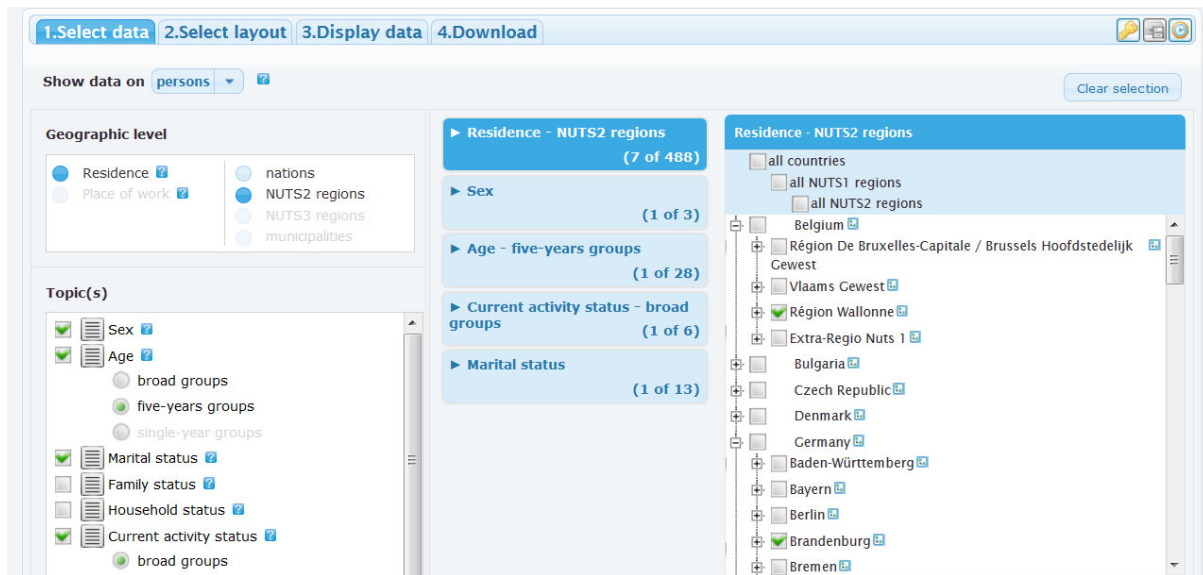 1.Select data 2.Select layout 3.Display data 4.Download
Show data on persons
Clear selection
Geographic level
Residence
Place of work
nations
NUTS2 regions
NUTS3 regions
municipalities
Topic(s)
Sex
Age
broad groups
five-years groups
single-year groups
Marital status
Family status
Household status
Current activity status
broad groups
Residence - NUTS2 regions
(7 of 488)
Sex
(1 of 3)
Age - five-years groups
(1 of 28)
Current activity status - broad
groups
(1 of 6)
Marital status
(1 of 13)
Residence - NUTS2 regions
all countries
all NUTS1 regions
all NUTS2 regions
Belgium
Région De Bruxelles-Capitale / Brussels Hoofdstedelijk
Gewest
Vlaams Gewest
Région Wallonne
Extra-Regio Nuts 1
Bulgaria
Czech Republic
Denmark
Germany
Baden-Württemberg
Bayern
Berlin
Brandenburg
Bremen